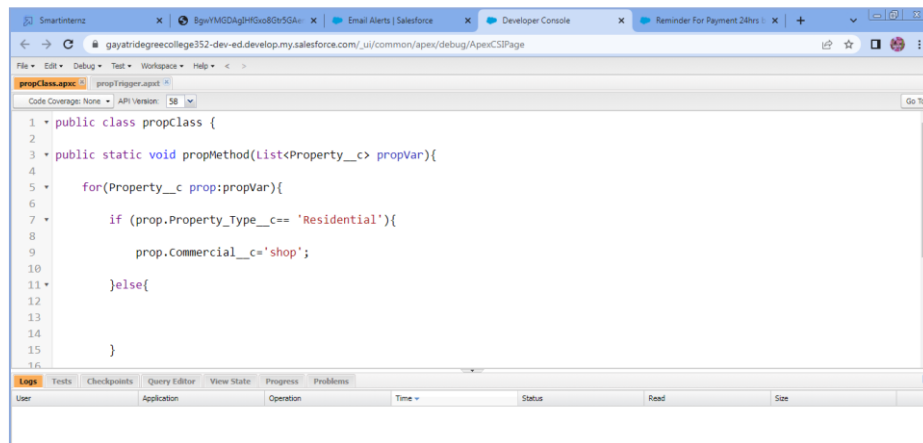 Smartinternz
BgwYMGDAgIHfGxo8Gtr5GAe
Email Alerts | Salesforce
Developer Console
Reminder For Payment 24hrs
gayatridegreecollege352-dev-ed.develop.my.salesforce.com/_ui/common/apex/debug/ApexCSIPage
File Edit Debug Test Workspace Help < >
propClass.apxc propTrigger.apxt
Code Coverage: None API Version: 58 Go To
1 public class propClass {
2
3 public static void propMethod(List<Property__c> propVar){
4
5 for(Property__c prop:propVar){
6
7 if (prop.Property_Type__c== 'Residential'){
8
9 prop.Commercial__c='shop';
10
11 }else{
12
13
14
15 }
16
Logs Tests Checkpoints Query Editor View State Progress Problems
User Application Operation Time Status Read Size